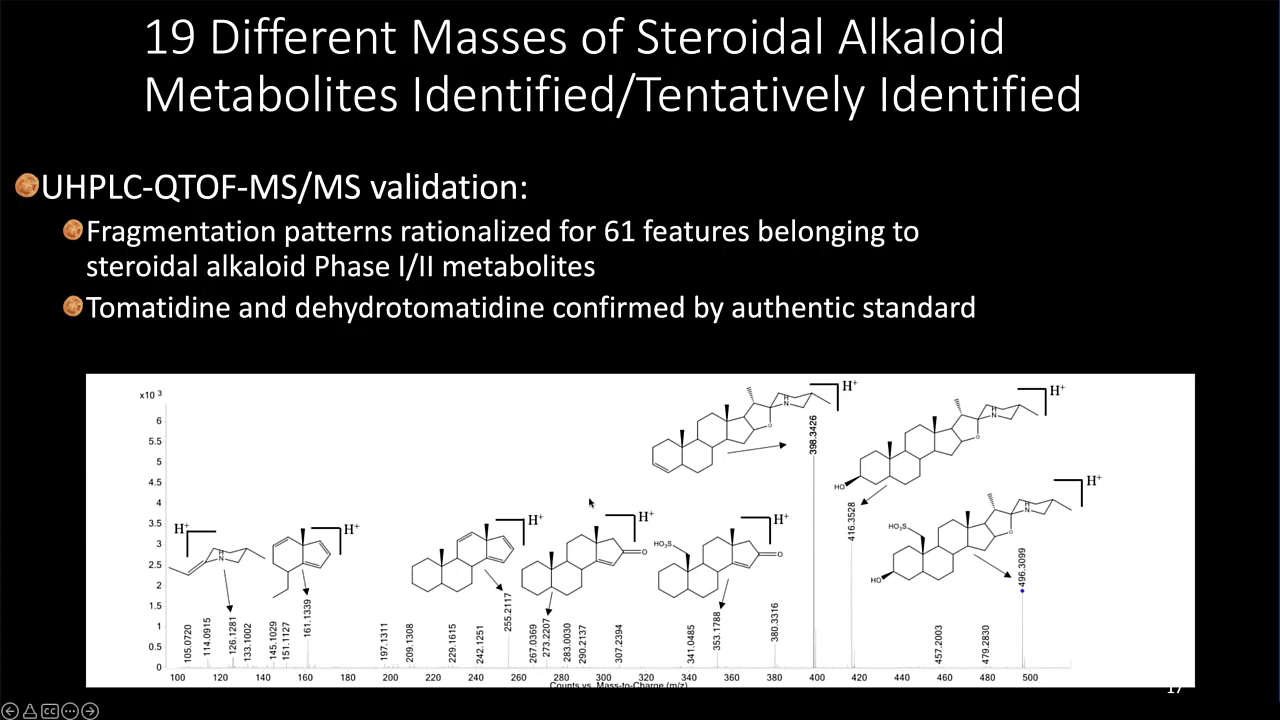 19 Different Masses of Steroidal Alkaloid
Metabolites Identified/Tentatively Identified
UHPLC-QTOF-MS/MS validation:
Fragmentation patterns rationalized for 61 features belonging to
steroidal alkaloid Phase I/II metabolites
Tomatidine and dehydrotomatidine confirmed by authentic standard
x10 3
6
5.5
5
4.5
4
3.5
3
2.5
2
1.5
1
0.5
0
H+
H+
H+
H+
H+
H+
H+
H+
HO3S
O
O
N
H
O
N
H
O
HO
N
H
O
HO3S
HO
N
H
105.0720
114.0915
126.1281
133.1002
145.1029
151.1127
161.1339
197.1311
209.1308
229.1615
242.1251
255.2117
267.0369
273.2207
283.0030
290.2137
307.2394
341.0485
353.1788
380.3316
398.3426
416.3528
457.2003
479.2830
496.3099
100 120 140 160 180 200 220 240 260 280 300 320 340 360 380 400 420 440 460 480 500
Counts vs. Mass-to-Charge (m/z)
17
CC